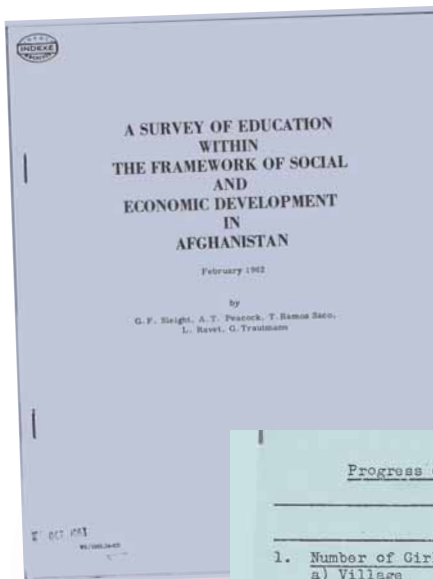 INDEXE
A SURVEY OF EDUCATION
WITHIN
THE FRAMEWORK OF SOCIAL
AND
ECONOMIC DEVELOPMENT
IN
AFGHANISTAN
February 1962
by
G. F. Sleight, A. T. Peacock, T. Ramos Saco,
L. Ravet, G. Trautmann
OCT
Progress
1. Number of Gir
a) Village